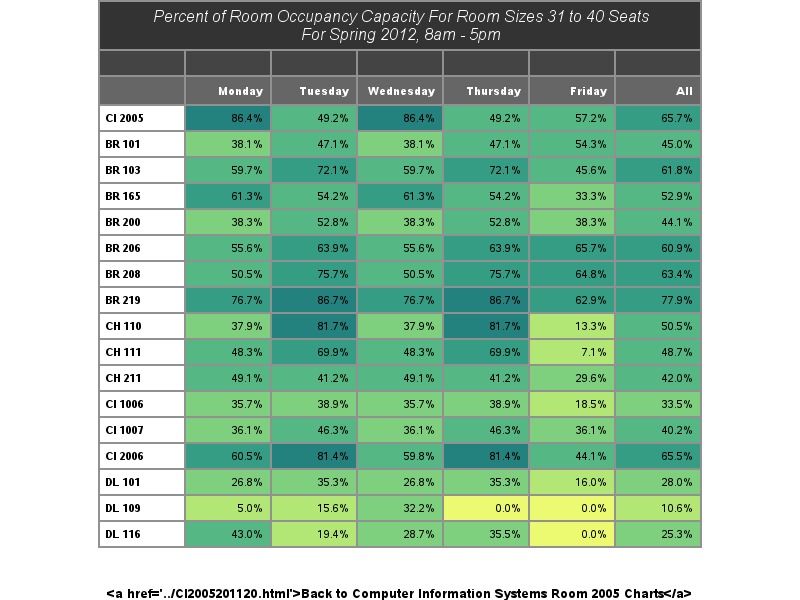 Percent of Room Occupancy Capacity For Room Sizes 31 to 40 Seats
For Spring 2012, 8am - 5pm
Monday Tuesday Wednesday Thursday Friday All
CI 2005 86.4% 49.2% 86.4% 49.2% 57.2% 65.7%
BR 101 38.1% 47.1% 38.1% 47.1% 54.3% 45.0%
BR 103 59.7% 72.1% 59.7% 72.1% 45.6% 61.8%
BR 165 61.3% 54.2% 61.3% 54.2% 33.3% 52.9%
BR 200 38.3% 52.8% 38.3% 52.8% 38.3% 44.1%
BR 206 55.6% 63.9% 55.6% 63.9% 65.7% 60.9%
BR 208 50.5% 75.7% 50.5% 75.7% 64.8% 63.4%
BR 219 76.7% 86.7% 76.7% 86.7% 62.9% 77.9%
CH 110 37.9% 81.7% 37.9% 81.7% 13.3% 50.5%
CH 111 48.3% 69.9% 48.3% 69.9% 7.1% 48.7%
CH 211 49.1% 41.2% 49.1% 41.2% 29.6% 42.0%
CI 1006 35.7% 38.9% 35.7% 38.9% 18.5% 33.5%
CI 1007 36.1% 46.3% 36.1% 46.3% 36.1% 40.2%
CI 2006 60.5% 81.4% 59.8% 81.4% 44.1% 65.5%
DL 101 26.8% 35.3% 26.8% 35.3% 16.0% 28.0%
DL 109 5.0% 15.6% 32.2% 0.0% 0.0% 10.6%
DL 116 43.0% 19.4% 28.7% 35.5% 0.0% 25.3%
<a href='../CI2005201120.html'>Back to Computer Information Systems Room 2005 Charts</a>